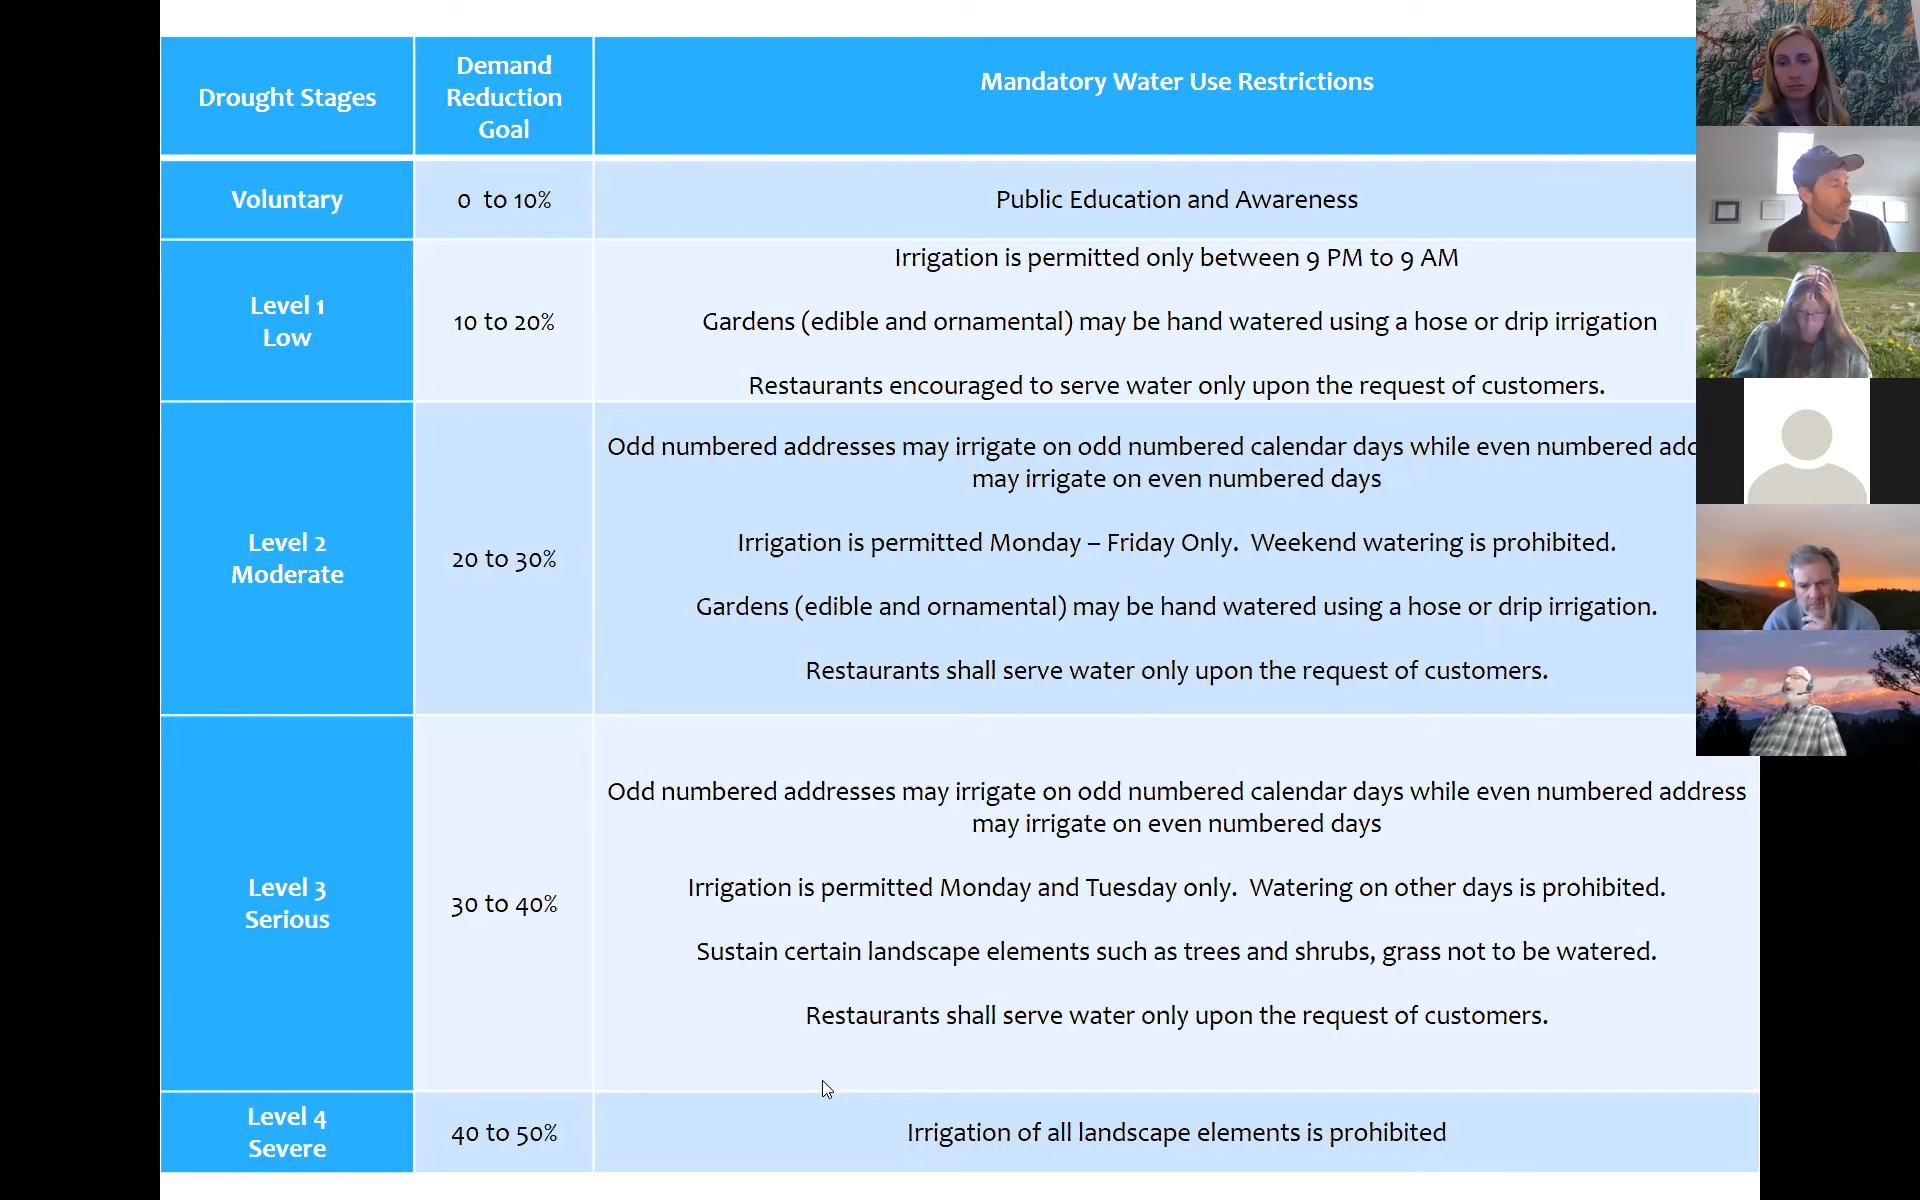 Drought Stages
Demand
Reduction
Goal
Mandatory Water Use Restrictions
Voluntary
0 to 10%
Public Education and Awareness
Level 1
Low
10 to 20%
Irrigation is permitted only between 9 PM to 9 AM
Gardens (edible and ornamental) may be hand watered using a hose or drip irrigation
Restaurants encouraged to serve water only upon the request of customers.
Level 2
Moderate
20 to 30%
Odd numbered addresses may irrigate on odd numbered calendar days while even numbered add
may irrigate on even numbered days
Irrigation is permitted Monday – Friday Only. Weekend watering is prohibited.
Gardens (edible and ornamental) may be hand watered using a hose or drip irrigation.
Restaurants shall serve water only upon the request of customers.
Level 3
Serious
30 to 40%
Odd numbered addresses may irrigate on odd numbered calendar days while even numbered address
may irrigate on even numbered days
Irrigation is permitted Monday and Tuesday only. Watering on other days is prohibited.
Sustain certain landscape elements such as trees and shrubs, grass not to be watered.
Restaurants shall serve water only upon the request of customers.
Level 4
Severe
40 to 50%
Irrigation of all landscape elements is prohibited